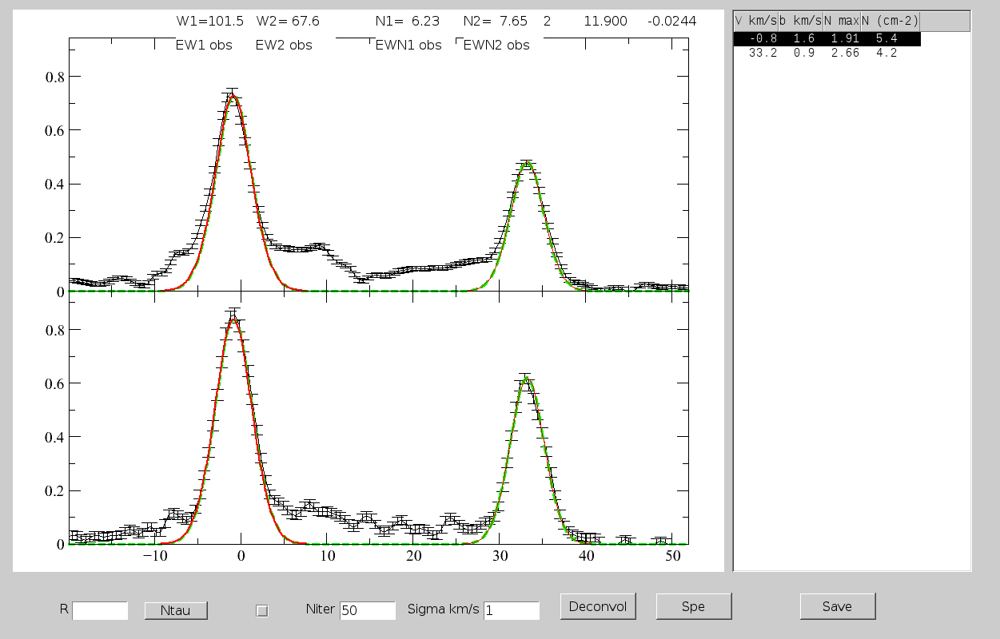 W1=101.5 W2= 67.6 N1= 6.23 N2= 7.65 2 11.900 -0.0244
EW1 obs EW2 obs EWN1 obs EWN2 obs
0.8
0.6
0.4
0.2
0
0.8
0.6
0.4
0.2
0
−10 0 10 20 30 40 50
V km/s b km/s N max N (cm-2)
-0.8 1.6 1.91 5.4
33.2 0.9 2.66 4.2
R Ntau Niter 50 Sigma km/s 1 Deconvol Spe Save